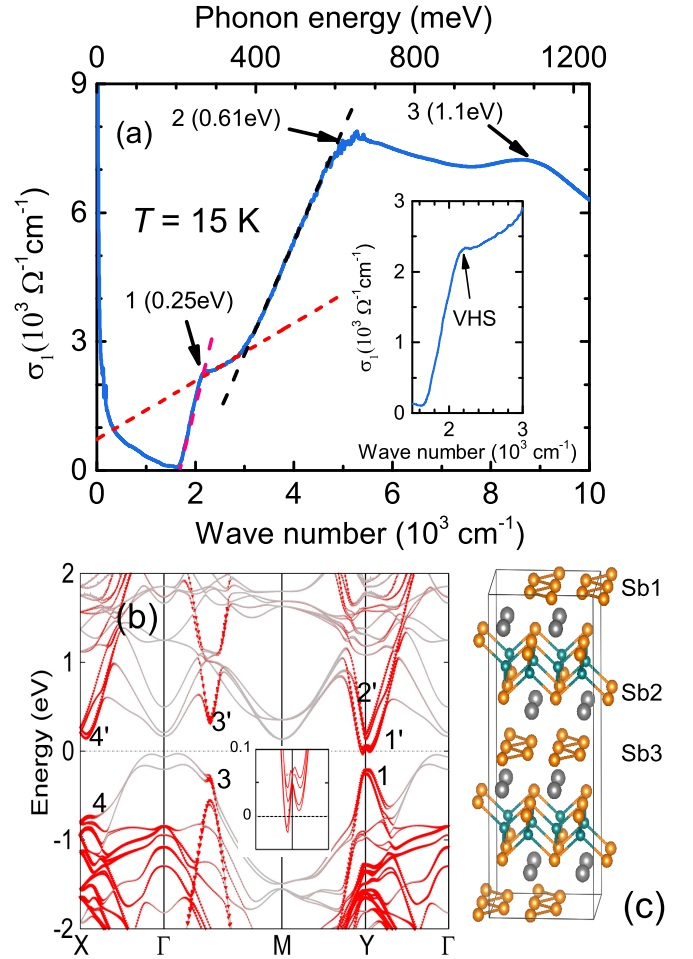 Phonon energy (meV)
0 400 800 1200
9
6
3
0
σ₁(10³ Ω⁻¹cm⁻¹)
(a)
2 (0.61eV)
3 (1.1eV)
T = 15 K
1 (0.25eV)
3
2
1
0
σ₁(10³ Ω⁻¹cm⁻¹)
VHS
2 3
Wave number (10³ cm⁻¹)
0 2 4 6 8 10
Wave number (10³ cm⁻¹)
2
1
0
-1
-2
Energy (eV)
(b)
4'
3'
2'
1'
4
3
1
0.1
0
X Γ M Y Γ
Sb1
Sb2
Sb3
(c)